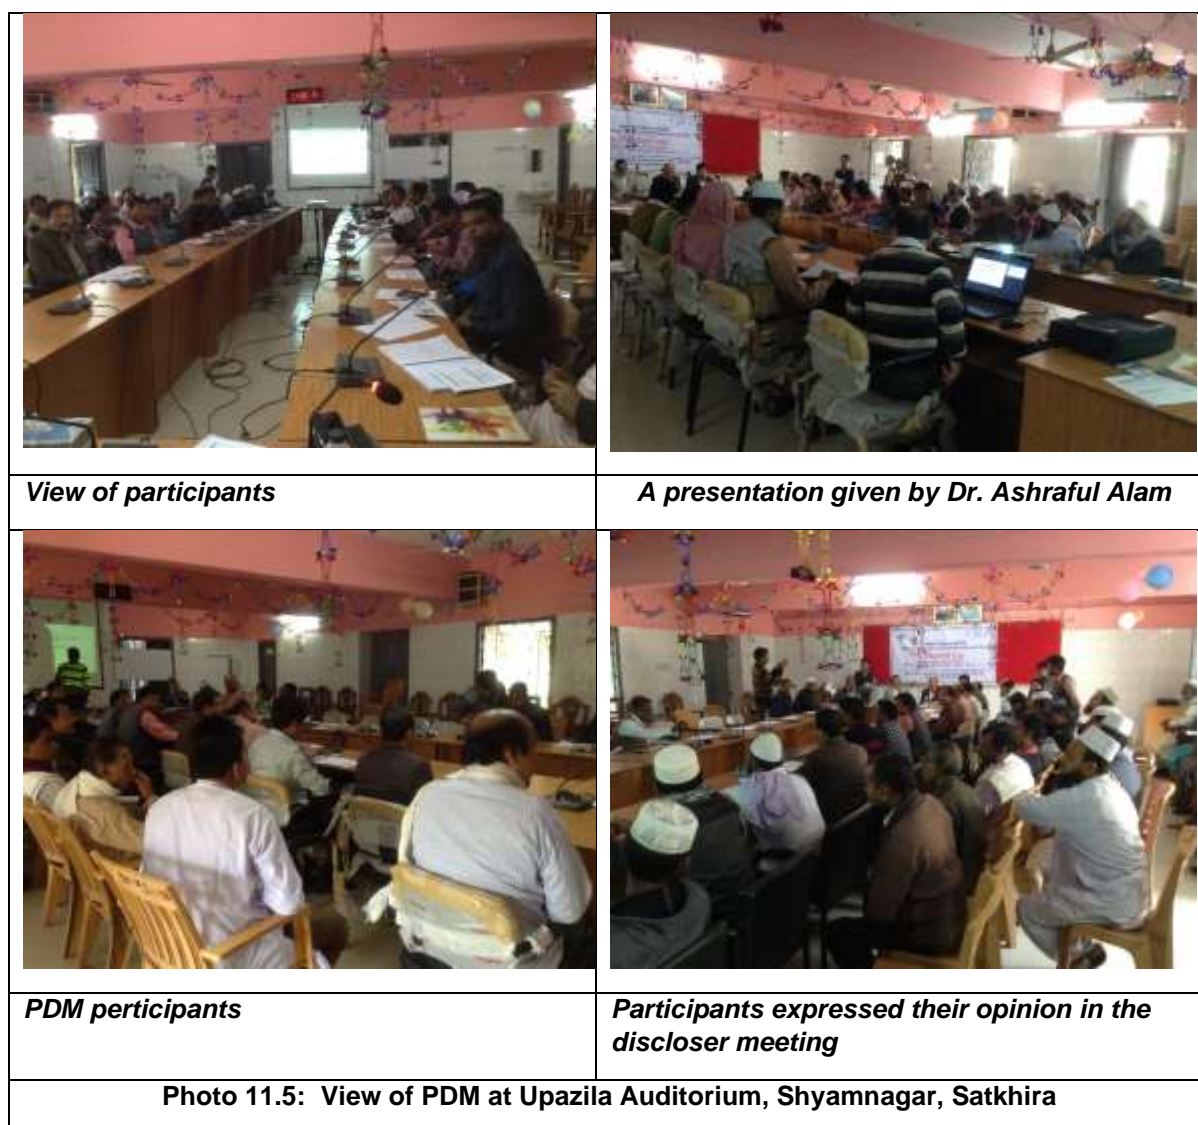 View of participants
A presentation given by Dr. Ashraful Alam
PDM perticipants
Participants expressed their opinion in the
discloser meeting
Photo 11.5:  View of PDM at Upazila Auditorium, Shyamnagar, Satkhira